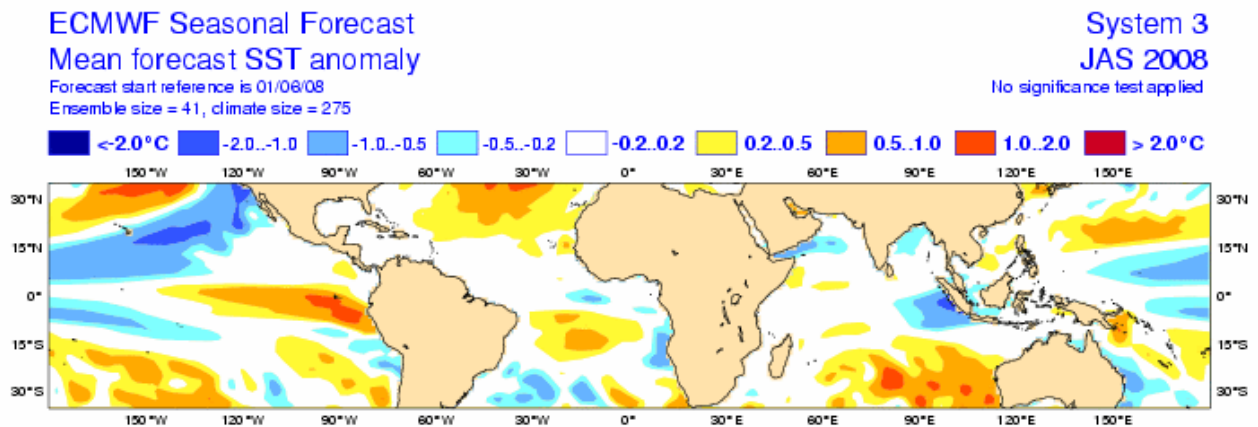 ECMWF Seasonal Forecast
System 3
Mean forecast SST anomaly
JAS 2008
Forecast start reference is 01/06/08
No significance test applied
Ensemble size = 41, climate size = 275
<-2.0°C -2.0..-1.0 -1.0..-0.5 -0.5..-0.2 -0.2..0.2 0.2..0.5 0.5..1.0 1.0..2.0 > 2.0°C
150°W 120°W 90°W 60°W 30°W 0° 30°E 60°E 90°E 120°E 150°E
30°N 30°N
15°N 15°N
0° 0°
15°S 15°S
30°S 30°S
150°W 120°W 90°W 60°W 30°W 0° 30°E 60°E 90°E 120°E 150°E